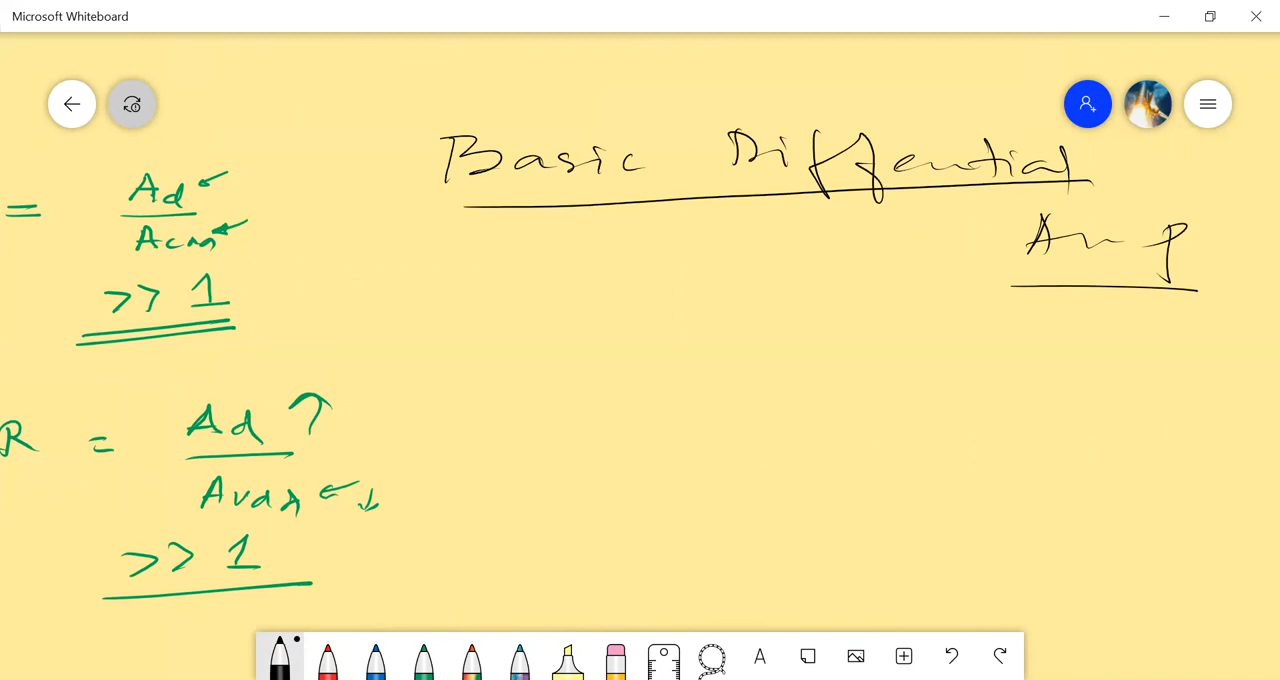 Microsoft Whiteboard
Basic Differential
Amp
= Ad
Acm
>> 1
R = Ad ↑
Avdd ← ↓
>> 1
A